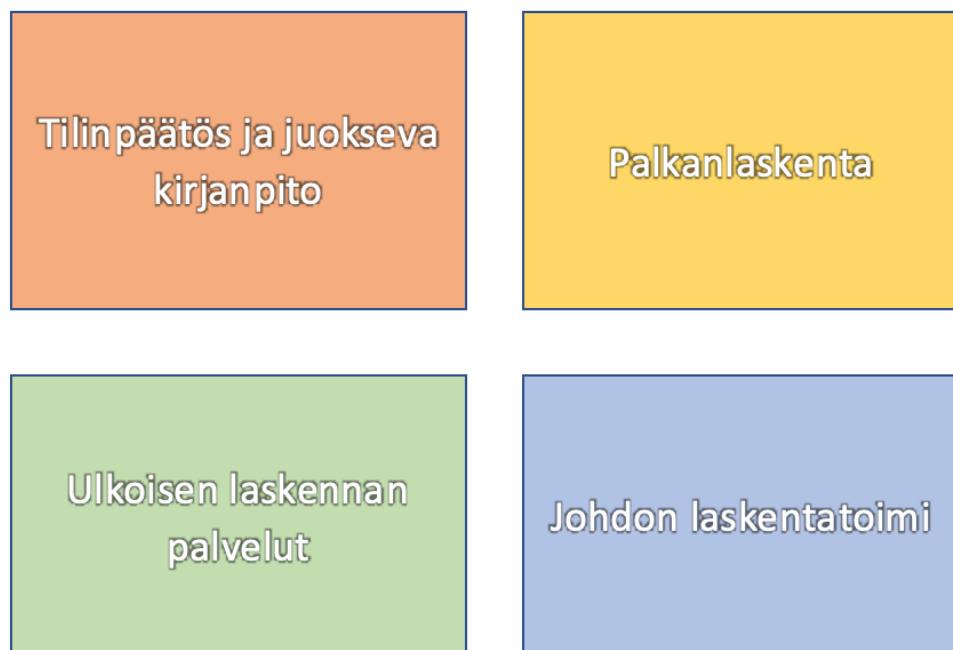 Tilinpäätös ja juokseva
kirjanpito
Palkanlaskenta
Ulkoisen laskennan
palvelut
Johdon laskentatoimi